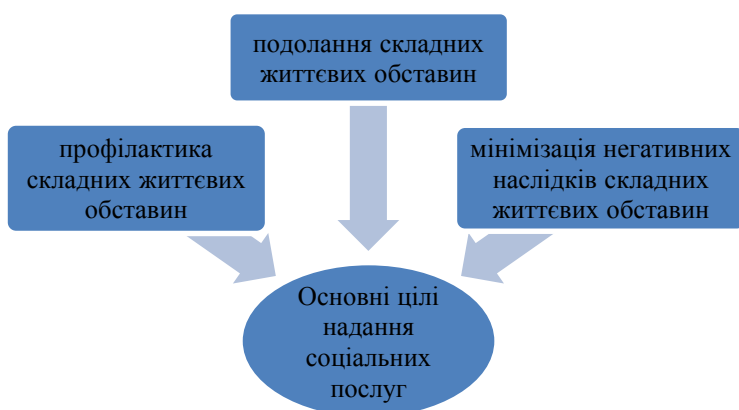 подолання складних
життєвих обставин
профілактика
складних життєвих
обставин
мінімізація негативних
наслідків складних
життєвих обставин
Основні цілі
надання
соціальних
послуг